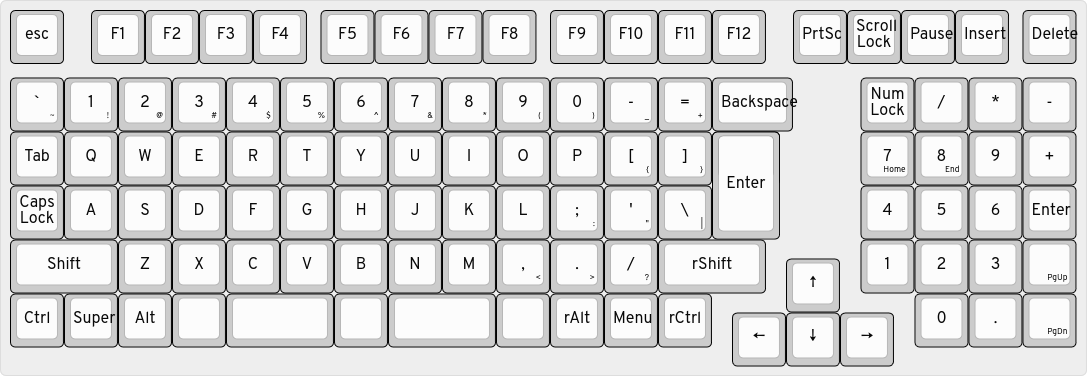 esc F1 F2 F3 F4 F5 F6 F7 F8 F9 F10 F11 F12 PrtSc Scroll Lock Pause Insert Delete
` ~ 1 ! 2 @ 3 # 4 $ 5 % 6 ^ 7 & 8 * 9 ( 0 ) - _ = + Backspace Num Lock / * -
Tab Q W E R T Y U I O P [ { ] } Enter 7 Home 8 End 9 +
Caps Lock A S D F G H J K L ; : ' " \ | 4 5 6 Enter
Shift Z X C V B N M , < . > / ? rShift ↑ 1 2 3 PgUp
Ctrl Super Alt rAlt Menu rCtrl ← ↓ → 0 . PgDn